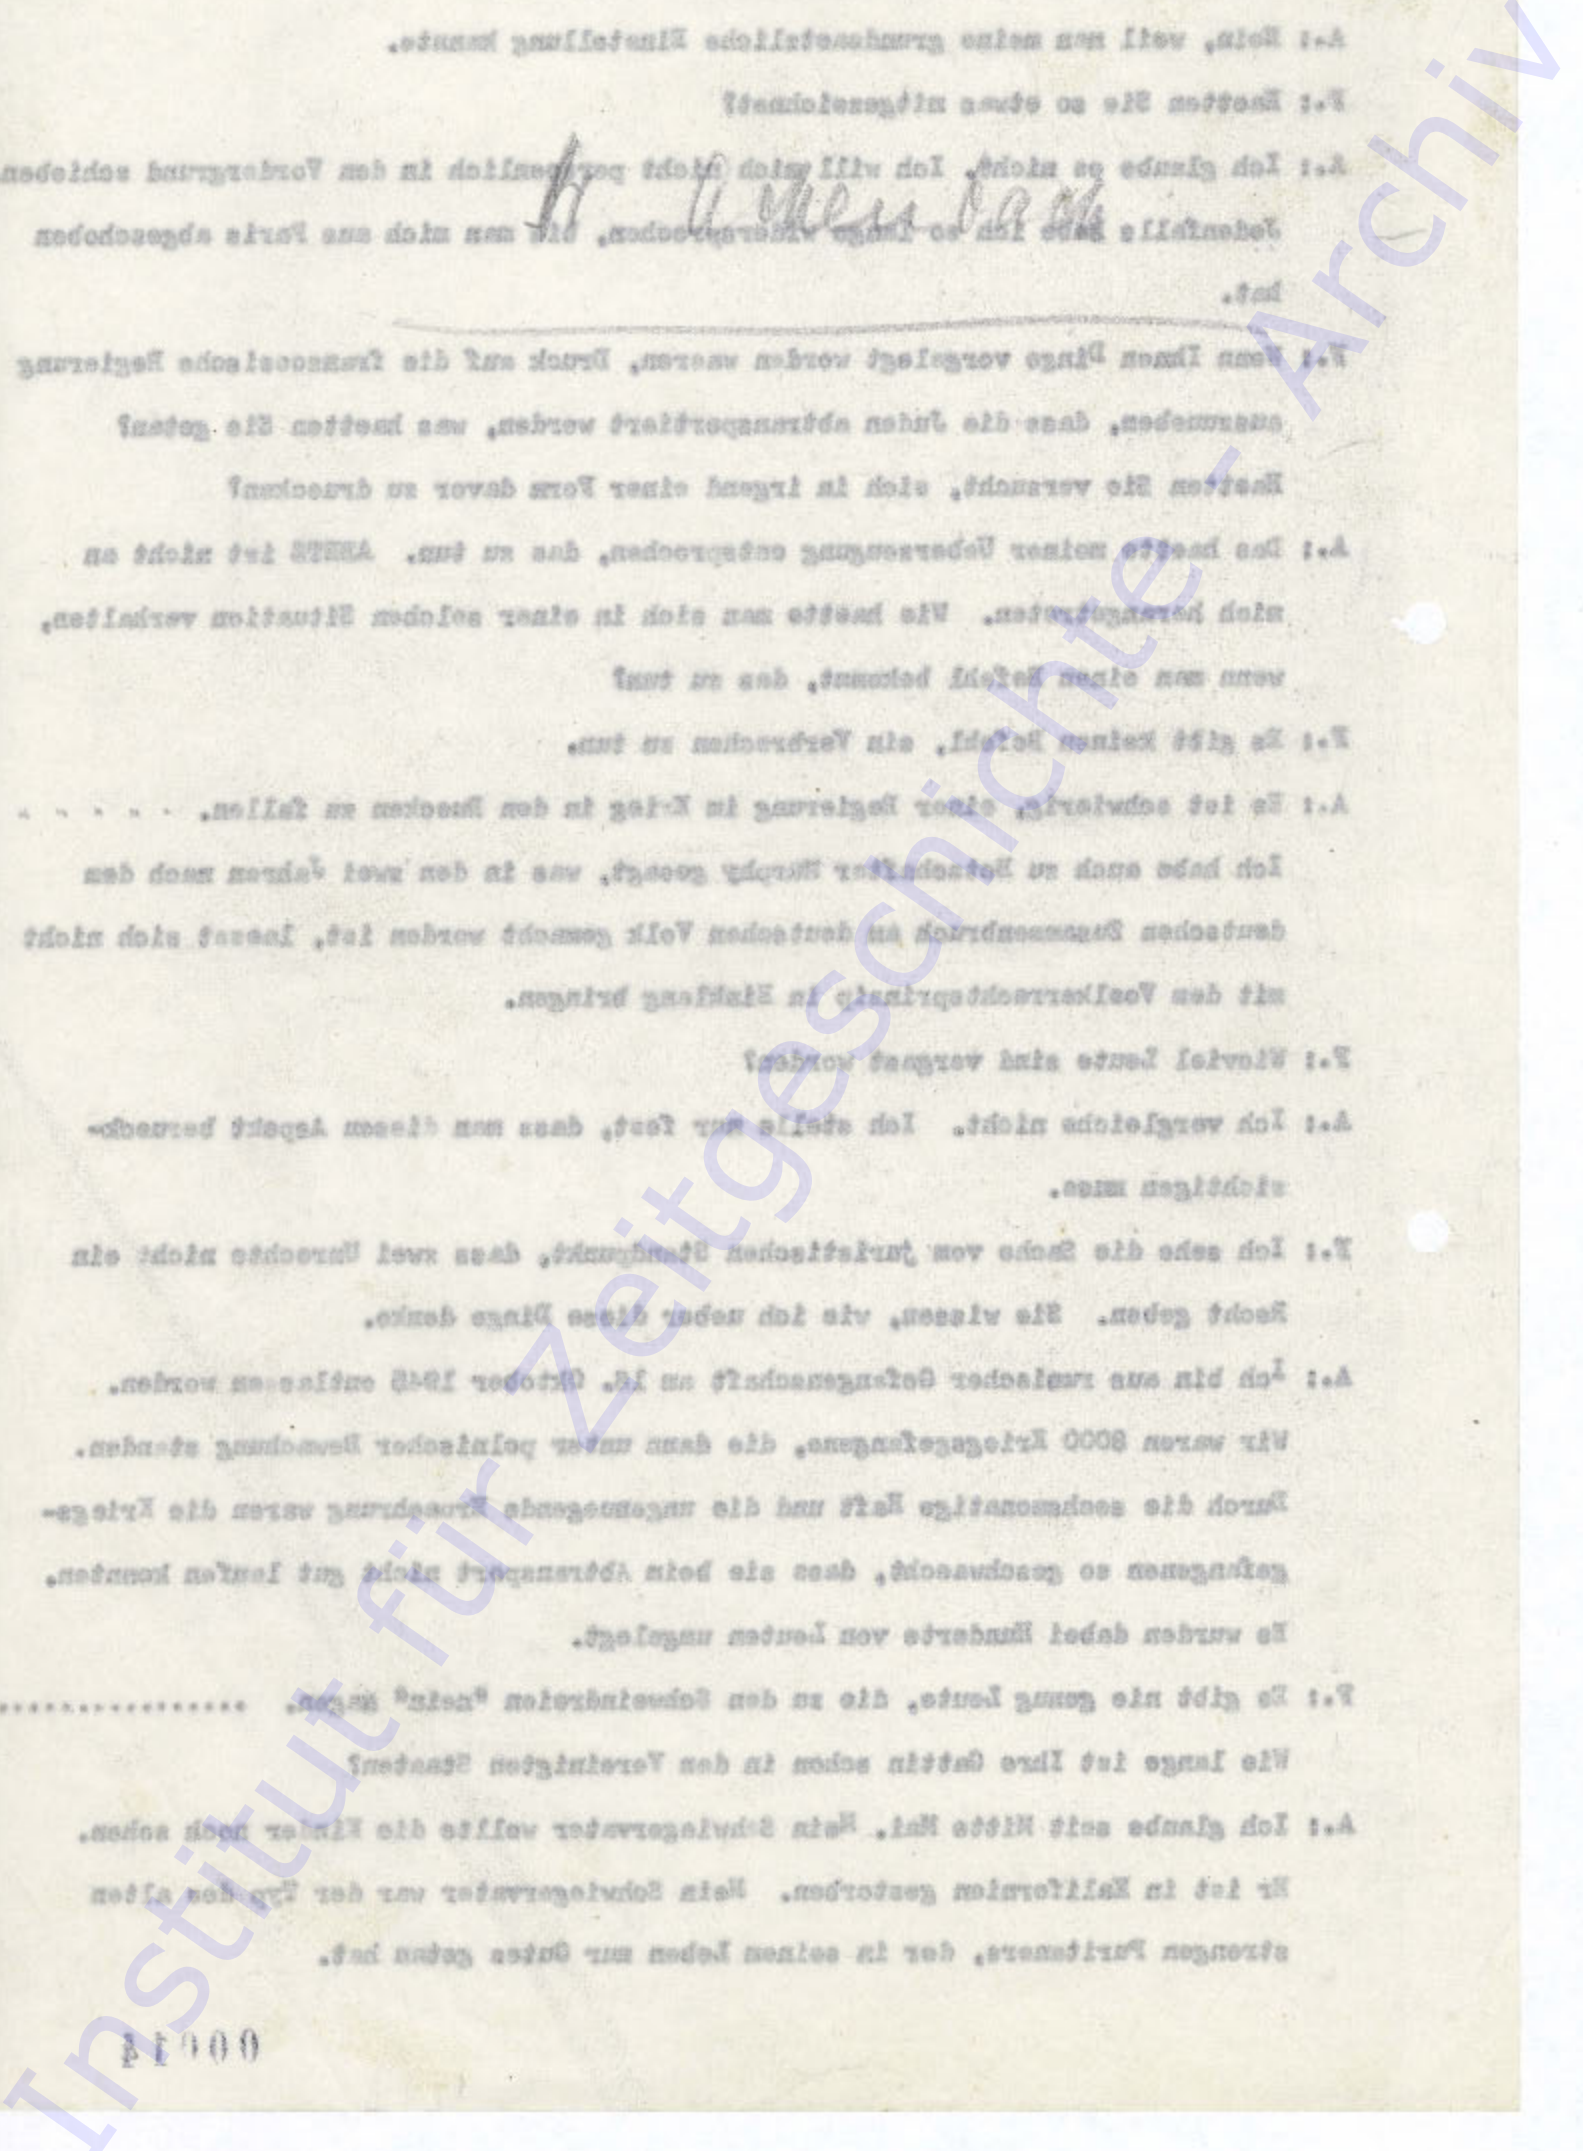 A.: Nein, weil man meine grundsaetzliche Einstellung kannte.
F.: Haetten Sie so etwas mitgezeichnet?
A.: Ich glaube es nicht. Ich will mich nicht persoenlich in den Vordergrund schieben
Jedenfalls habe ich so lange widersprochen, bis man mich aus Paris abgeschoben
hat.
F.: Wenn Ihnen Dinge vorgelegt worden waeren, Druck auf die franzoesische Regierung
auszuueben, dass die Juden abtransportiert werden, was haetten Sie getan?
Haetten Sie versucht, sich in irgend einer Form davor zu druecken?
A.: Das haette meiner Ueberzeugung entsprochen, das zu tun. ABETZ ist nicht an
mich herangetreten. Wie haette man sich in einer solchen Situation verhalten,
wenn man einen Befehl bekommt, das zu tun?
F.: Es gibt keinen Befehl, ein Verbrechen zu tun.
A.: Es ist schwierig, einer Regierung im Krieg in den Ruecken zu fallen. . . . . .
Ich habe auch zu Botschafter Murphy gesagt, was in den zwei Jahren nach dem
deutschen Zusammenbruch am deutschen Volk gemacht worden ist, laesst sich nicht
mit dem Voelkerrechtsprinzip in Einklang bringen.
F.: Wieviel Leute sind vergast worden?
A.: Ich vergleiche nicht. Ich stelle nur fest, dass man diesen Aspekt berueck-
sichtigen muss.
F.: Ich sehe die Sache vom juristischen Standpunkt, dass zwei Unrechte nicht ein
Recht geben. Sie wissen, wie ich ueber diese Dinge denke.
A.: Ich bin aus russischer Gefangenschaft am 16. Oktober 1945 entlassen worden.
Wir waren 8000 Kriegsgefangene, die dann unter polnischer Bewachung standen.
Durch die sechsmonatige Haft und die ungenuegende Ernaehrung waren die Kriegs-
gefangenen so geschwaecht, dass sie beim Abtransport nicht gut laufen konnten.
Es wurden dabei Hunderte von Leuten umgelegt.
F.: Es gibt nie genug Leute, die zu den Schweindreien "nein" sagen. .................
Wie lange ist Ihre Gattin schon in den Vereinigten Staaten?
A.: Ich glaube seit Mitte Mai. Mein Schwiegervater wollte die Kinder noch sehen.
Er ist in Kalifornien gestorben. Mein Schwiegervater war der Typ des alten
strengen Puritaners, der in seinem Leben nur Gutes getan hat.
00014
Institut für Zeitgeschichte - Archiv